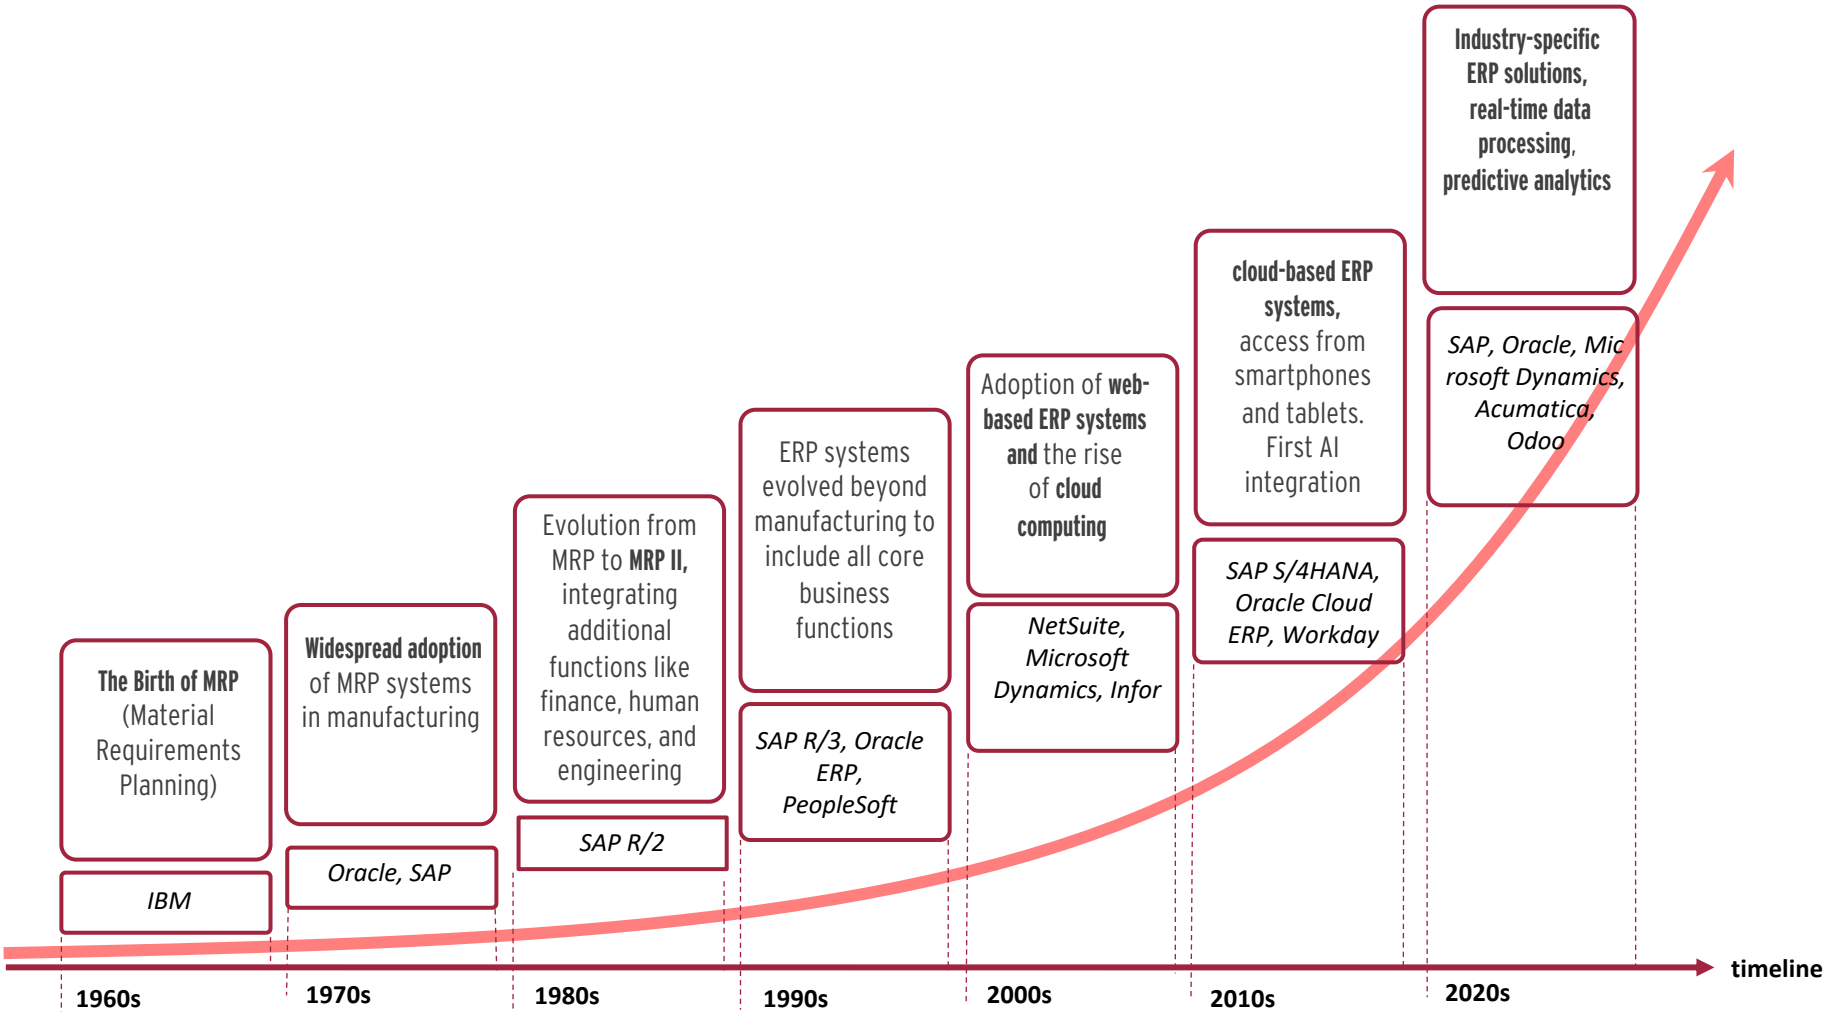 The Birth of MRP
(Material
Requirements
Planning)
IBM
1960s
Widespread adoption
of MRP systems
in manufacturing
Oracle, SAP
1970s
Evolution from
MRP to MRP II,
integrating
additional
functions like
finance, human
resources, and
engineering
SAP R/2
1980s
ERP systems
evolved beyond
manufacturing to
include all core
business
functions
SAP R/3, Oracle
ERP,
PeopleSoft
1990s
Adoption of web-
based ERP systems
and the rise
of cloud
computing
NetSuite,
Microsoft
Dynamics, Infor
2000s
cloud-based ERP
systems,
access from
smartphones
and tablets.
First AI
integration
SAP S/4HANA,
Oracle Cloud
ERP, Workday
2010s
Industry-specific
ERP solutions,
real-time data
processing,
predictive analytics
SAP, Oracle, Mic
rosoft Dynamics,
Acumatica,
Odoo
2020s
timeline